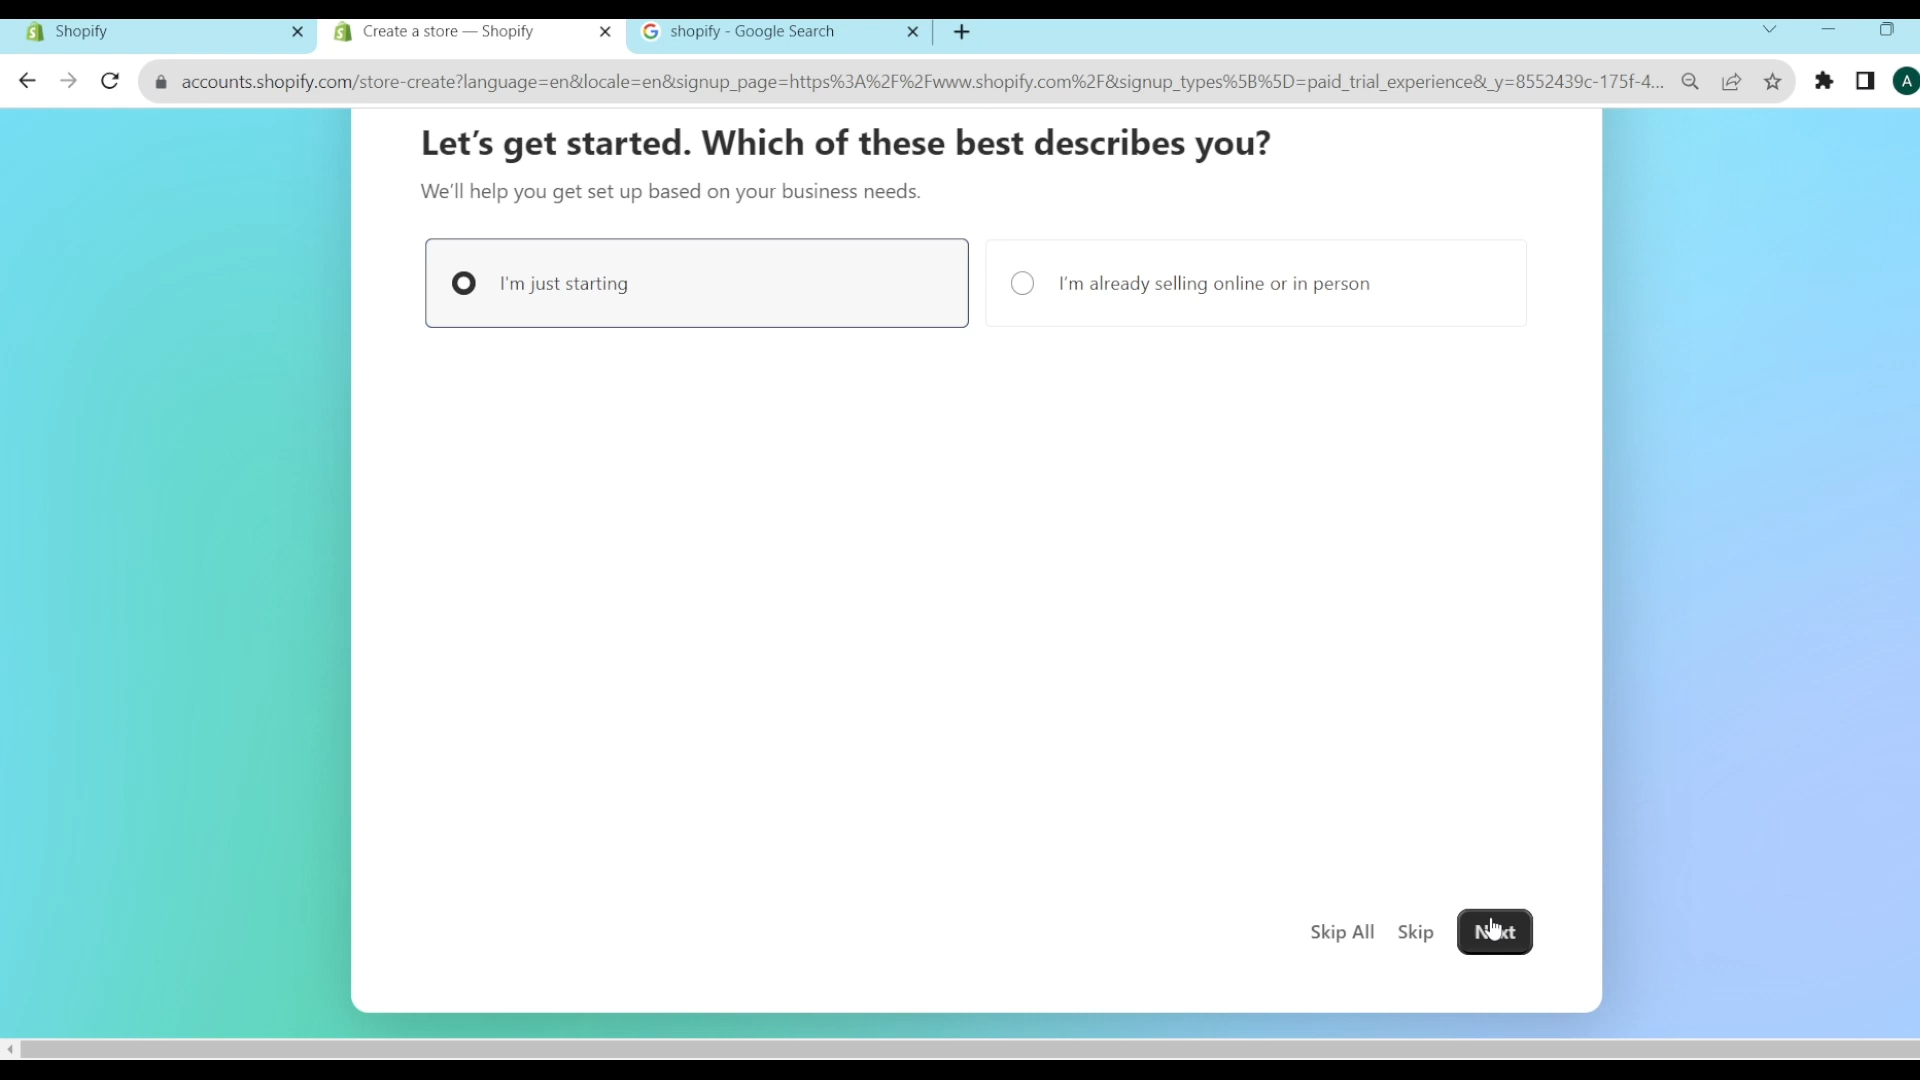 Shopify
Create a store — Shopify
shopify - Google Search
accounts.shopify.com/store-create?language=en&locale=en&signup_page=https%3A%2F%2Fwww.shopify.com%2F&signup_types%5B%5D=paid_trial_experience&_y=8552439c-175f-4...
A
Let's get started. Which of these best describes you?
We'll help you get set up based on your business needs.
I'm just starting
I'm already selling online or in person
Skip All
Skip
Next